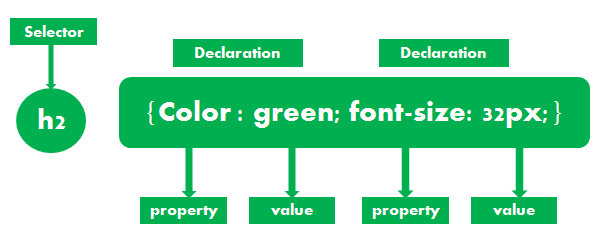 Selector
Declaration Declaration
h2 {Color : green; font-size: 32px;}
property value property value